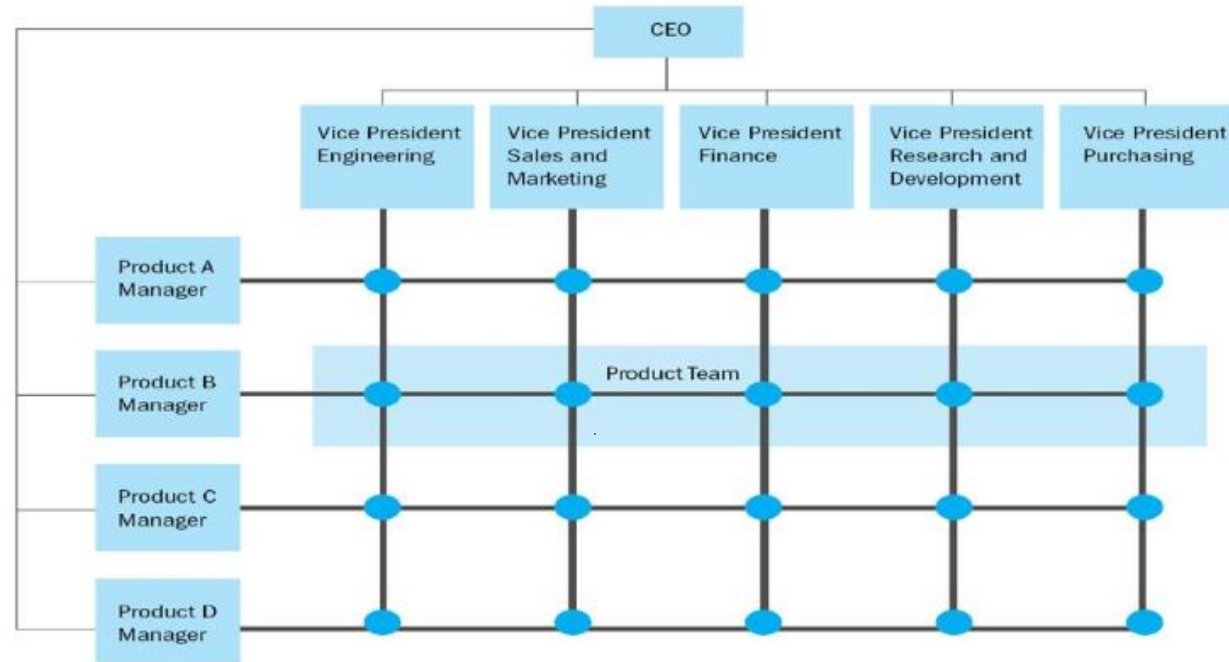 CEO
Vice President
Engineering
Vice President
Sales and
Marketing
Vice President
Finance
Vice President
Research and
Development
Vice President
Purchasing
Product A
Manager
Product B
Manager
Product Team
Product C
Manager
Product D
Manager